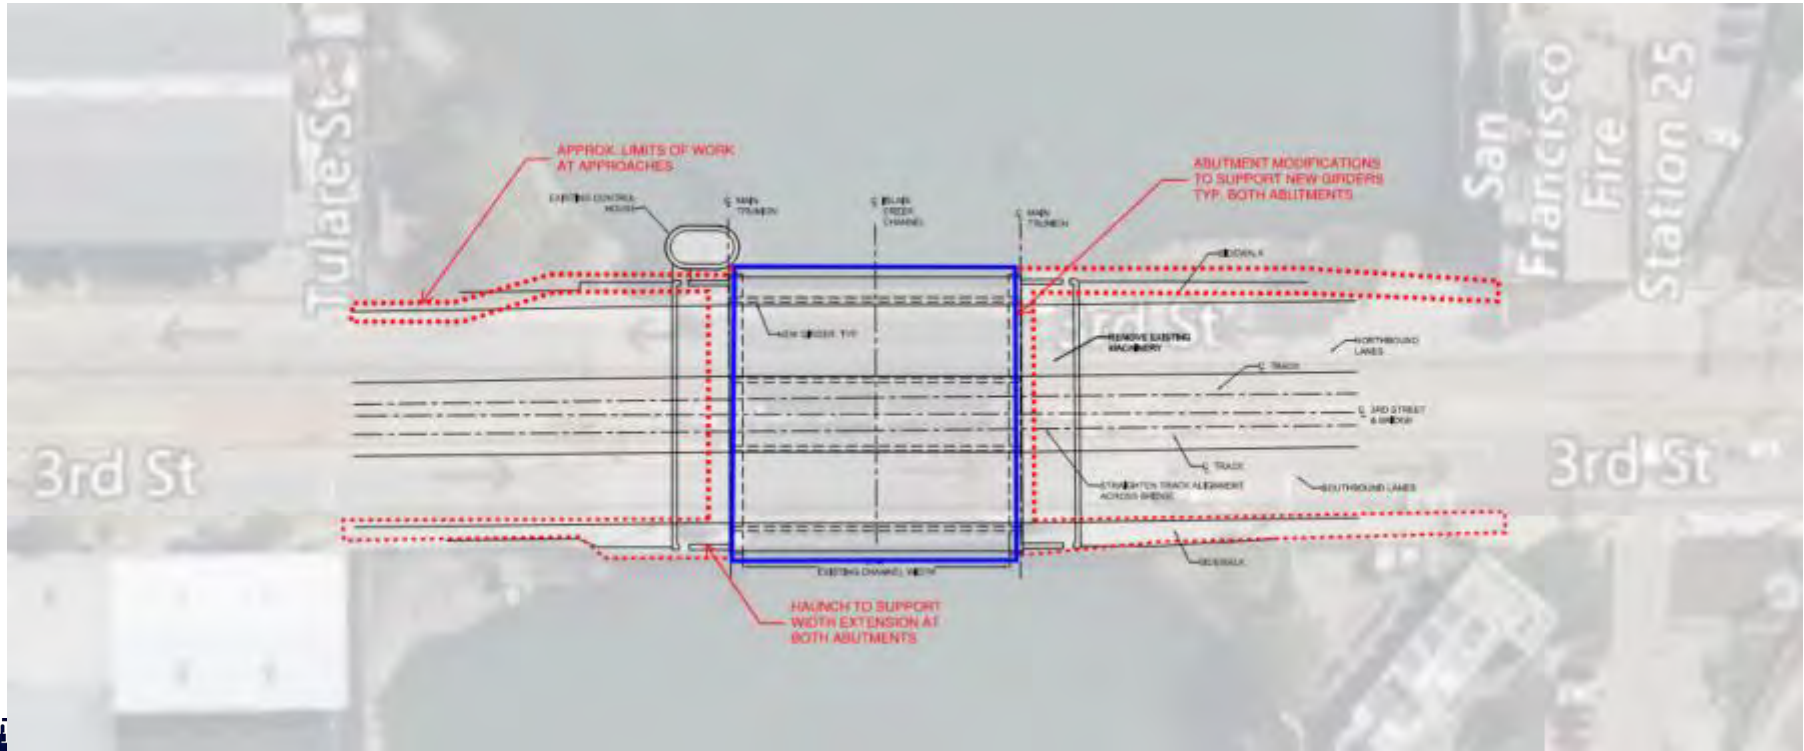 Tulare St
San
Francisco
Fire
Station 25
APPROX. LIMITS OF WORK
AT APPROACHES
ABUTMENT MODIFICATIONS
TO SUPPORT NEW GIRDERS
TYP. BOTH ABUTMENTS
EXISTING CONTROL
HOUSE
℄ MAIN
TRUNION
℄ ISLAIS
CREEK
CHANNEL
℄ MAIN
TRUNION
SIDEWALK
3rd St
NEW GIRDER, TYP
REMOVE EXISTING
MACHINERY
NORTHBOUND
LANES
℄ TRACK
℄ 3RD STREET
& BRIDGE
3rd St
3rd St
℄ TRACK
STRAIGHTEN TRACK ALIGNMENT
ACROSS BRIDGE
SOUTHBOUND LANES
SIDEWALK
EXISTING CHANNEL WIDTH
HAUNCH TO SUPPORT
WIDTH EXTENSION AT
BOTH ABUTMENTS